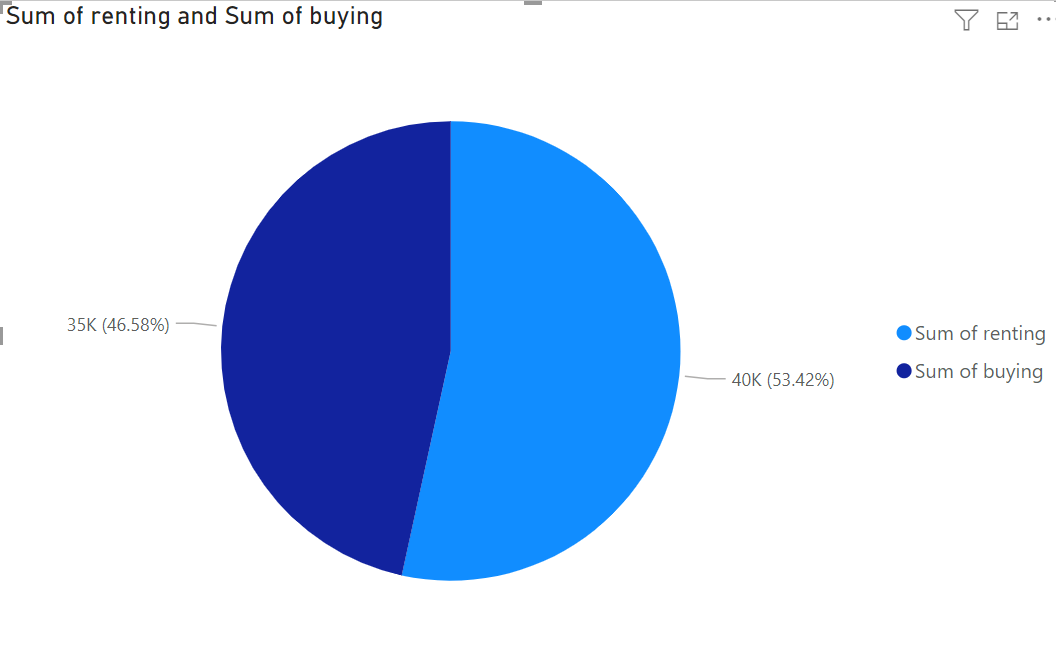 Sum of renting and Sum of buying
35K (46.58%)
Sum of renting
Sum of buying
40K (53.42%)